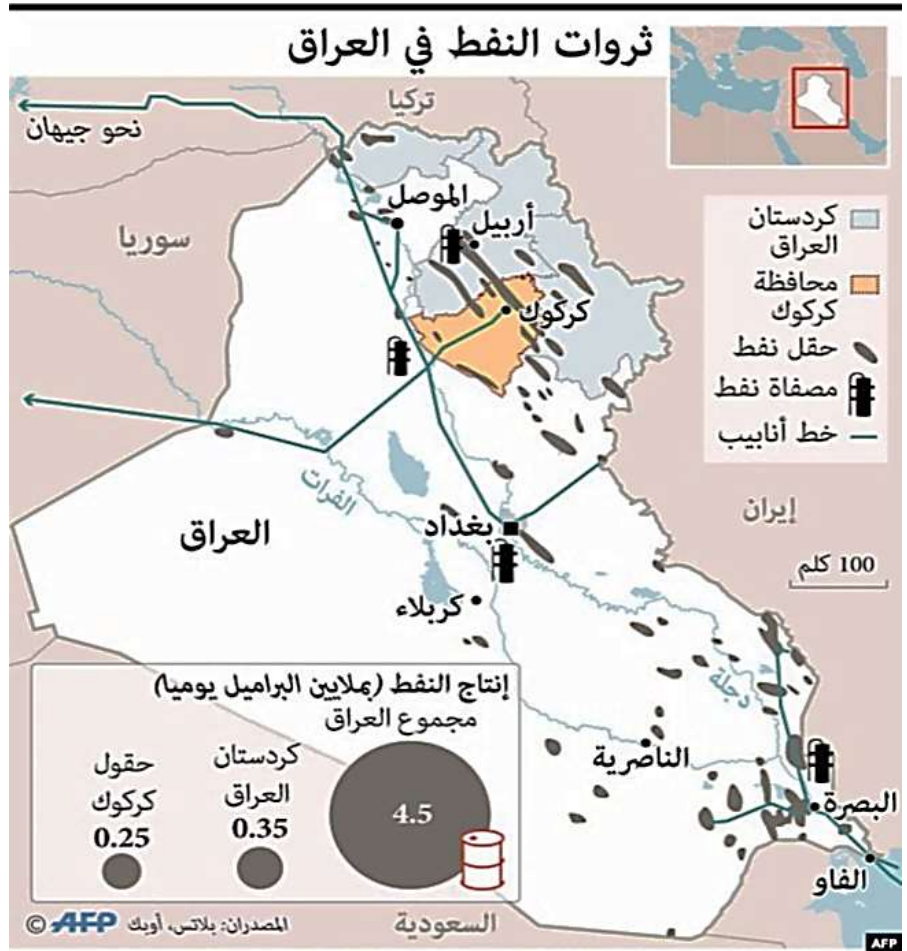 ثروات النفط في العراق
تركيا
نحو جيهان
الموصل
أربيل
سوريا
كركوك
كردستان
العراق
محافظة
كركوك
حقل نفط
مصفاة نفط
خط أنابيب
الفرات
بغداد
العراق
إيران
100 كلم
كربلاء
دجلة
الناصرية
البصرة
الفاو
إنتاج النفط (بملايين البراميل يوميا)
مجموع العراق
4.5
كردستان
العراق
0.35
حقول
كركوك
0.25
السعودية
المصدران: بلاتس، أوبك
AFP ©
AFP